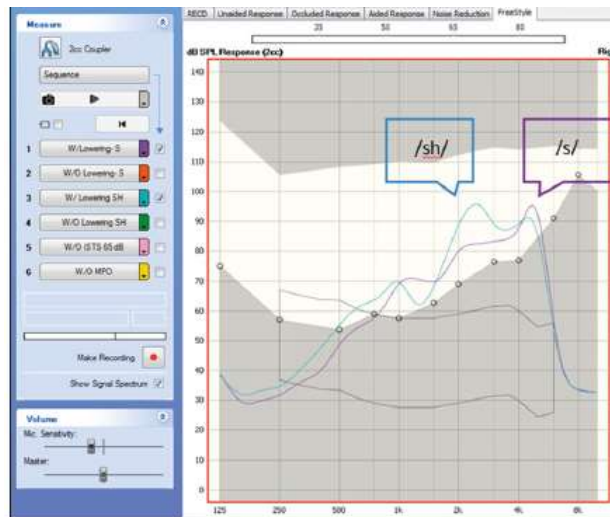 RECD Unaided Response Occluded Response Aided Response Noise Reduction FreeStyle
Measure
2cc Coupler
Sequence
1 W/Lowering- S
2 W/O Lowering- S
3 W/ Lowering SH
4 W/O Lowering SH
5 W/O (STS 65 dB
6 W/O MPO
Make Recording
Show Signal Spectrum
Volume
Mic. Sensitivity:
Master:
50 80
dB SPL Response (2cc) Rig
140
130
120
110
100
90
80
70
60
50
40
30
20
10
0
/sh/ /s/
125 250 500 1k 2k 4k 8k